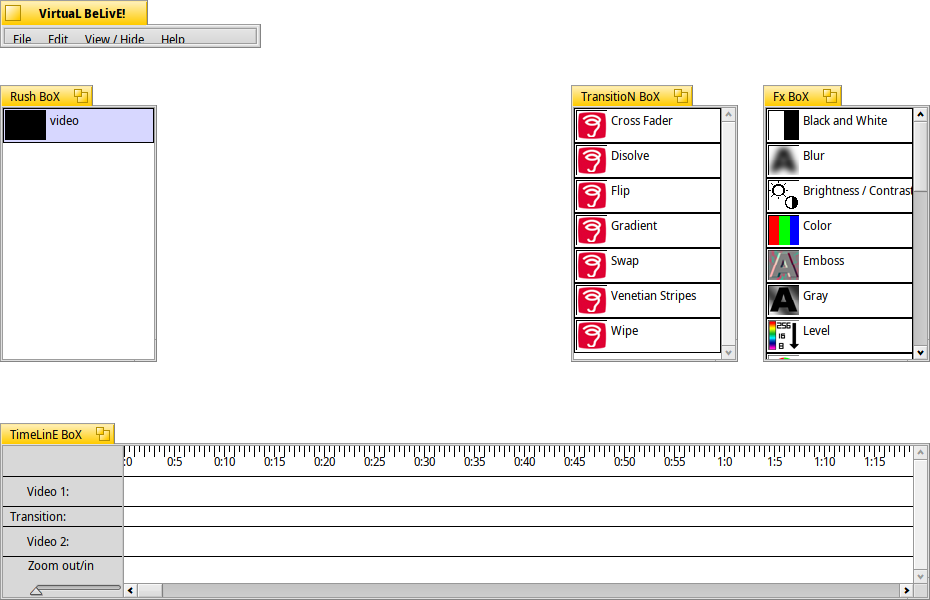 VirtuaL BeLivE!
File Edit View / Hide Help
Rush BoX
video
TransitioN BoX
Cross Fader
Disolve
Flip
Gradient
Swap
Venetian Stripes
Wipe
Fx BoX
Black and White
Blur
Brightness / Contrast
Color
Emboss
Gray
256
16
8
Level
TimeLinE BoX
:0 0:5 0:10 0:15 0:20 0:25 0:30 0:35 0:40 0:45 0:50 0:55 1:0 1:5 1:10 1:15
Video 1:
Transition:
Video 2:
Zoom out/in